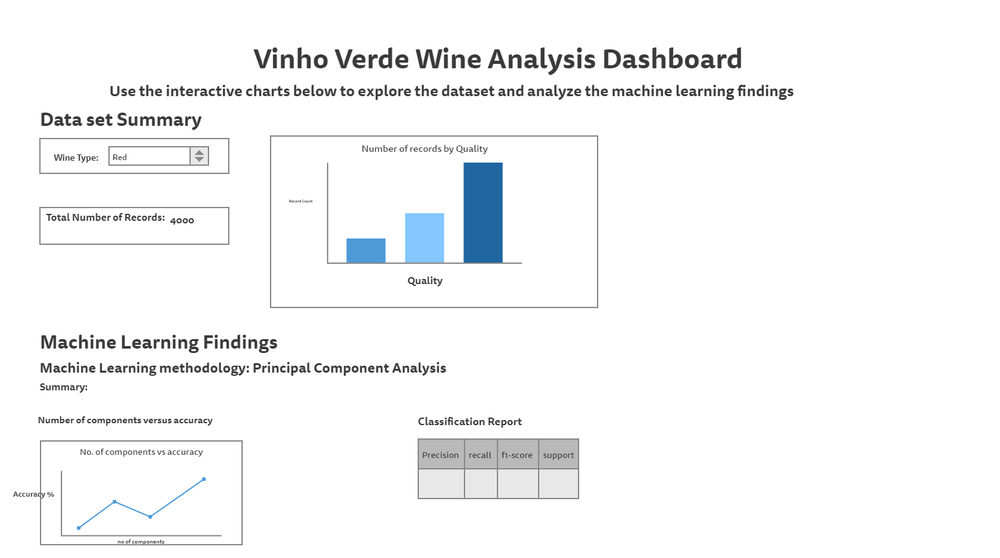 Vinho Verde Wine Analysis Dashboard
Use the interactive charts below to explore the dataset and analyze the machine learning findings
Data set Summary
Wine Type: Red
Total Number of Records: 4000
Number of records by Quality
Record Count
Quality
Machine Learning Findings
Machine Learning methodology: Principal Component Analysis
Summary:
Number of components versus accuracy
No. of components vs accuracy
Accuracy %
no of components
Classification Report
Precision recall f1-score support